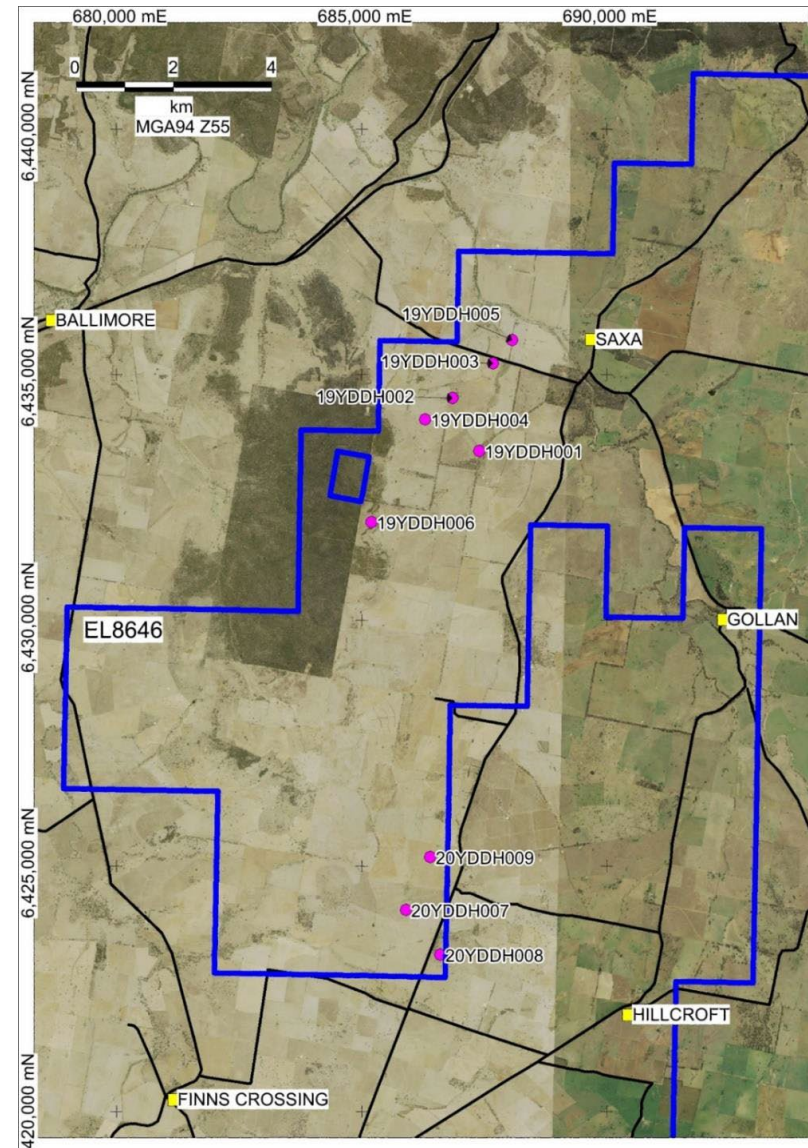 680,000 mE 685,000 mE 690,000 mE
0 2 4
km
MGA94 Z55
6,440,000 mN
19YDDH005
BALLIMORE
SAXA
19YDDH003
6,435,000 mN
19YDDH002
19YDDH004
19YDDH001
19YDDH006
6,430,000 mN
EL8646
GOLLAN
6,425,000 mN
20YDDH009
20YDDH007
20YDDH008
HILLCROFT
420,000 mN
FINNS CROSSING